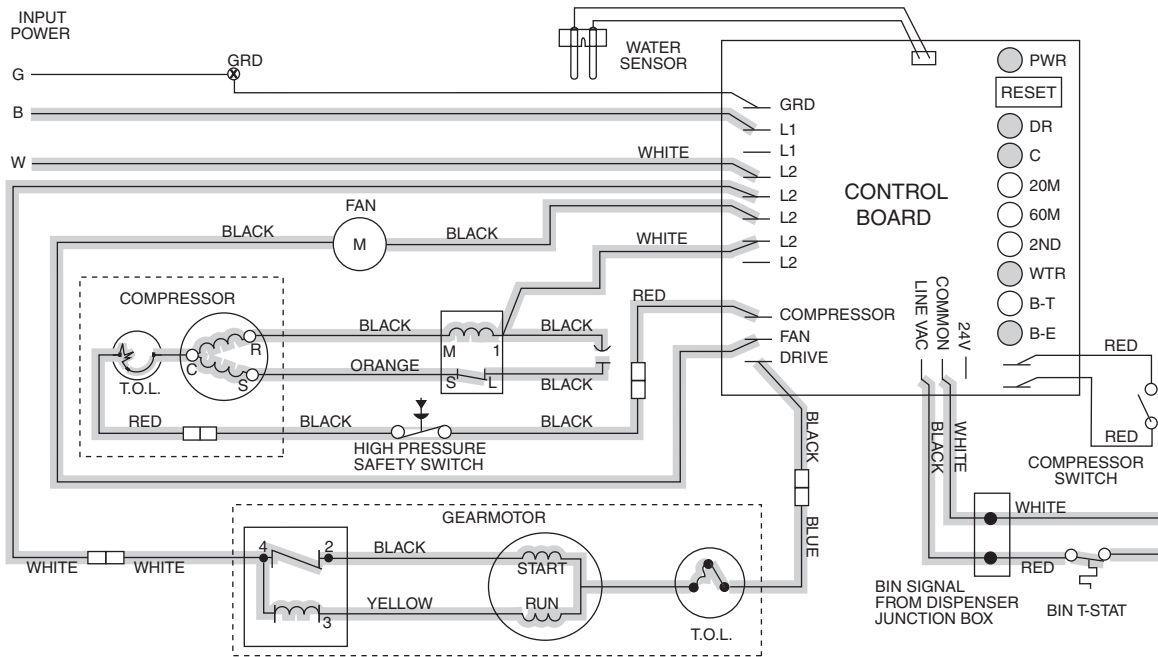 INPUT
POWER
G
GRD
B
W
WHITE
WATER
SENSOR
GRD
L1
L1
L2
L2
L2
L2
L2
COMPRESSOR
FAN
DRIVE
CONTROL
BOARD
PWR
RESET
DR
C
20M
60M
2ND
WTR
B-T
B-E
LINE VAC
COMMON
24V
FAN
M
BLACK
BLACK
WHITE
RED
COMPRESSOR
T.O.L.
C
R
S
BLACK
M
1
BLACK
ORANGE
S
L
BLACK
RED
BLACK
HIGH PRESSURE
SAFETY SWITCH
BLACK
BLACK
BLUE
BLACK
WHITE
RED
RED
COMPRESSOR
SWITCH
WHITE
RED
BIN SIGNAL
FROM DISPENSER
JUNCTION BOX
BIN T-STAT
GEARMOTOR
WHITE
WHITE
4
2
3
BLACK
YELLOW
START
RUN
T.O.L.